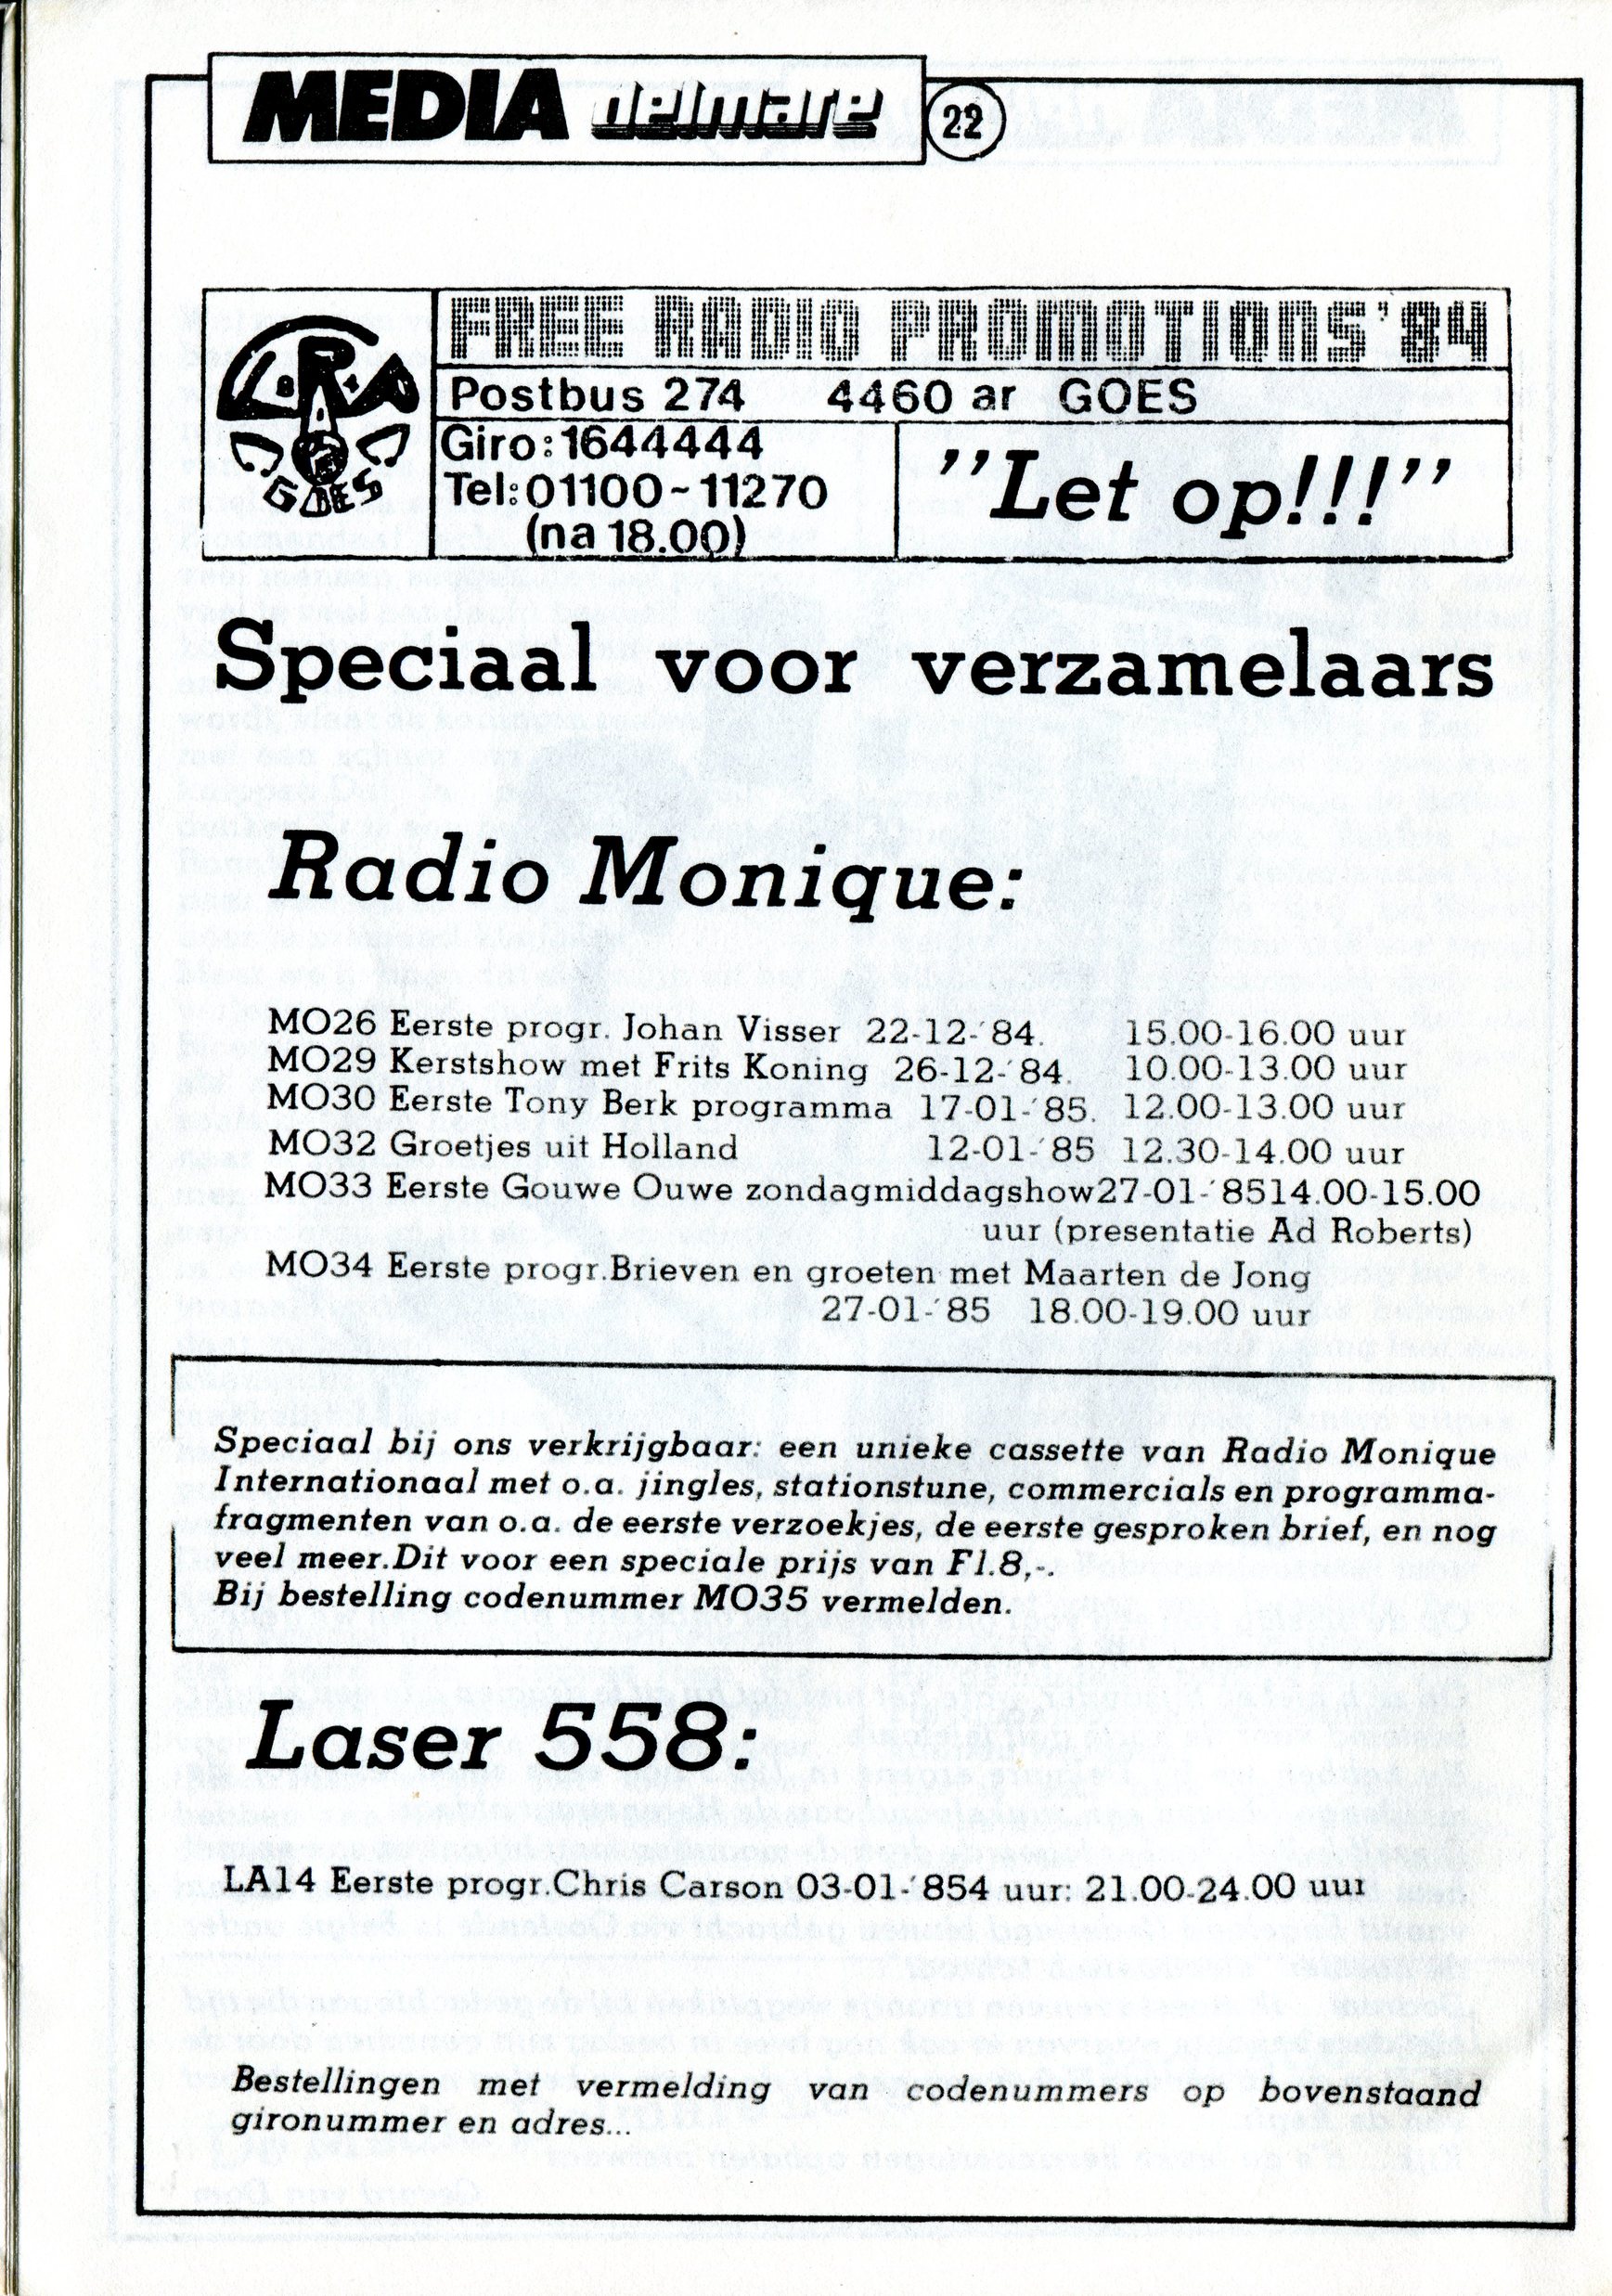 MEDIA delmare 22
FREE RADIO PROMOTIONS'84
Postbus 274 4460 ar GOES
Giro:1644444
Tel:01100~11270
(na 18.00)
"Let op!!!"
GOES
Speciaal voor verzamelaars
Radio Monique:
MO26 Eerste progr. Johan Visser 22-12-'84. 15.00-16.00 uur
MO29 Kerstshow met Frits Koning 26-12-'84. 10.00-13.00 uur
MO30 Eerste Tony Berk programma 17-01-'85. 12.00-13.00 uur
MO32 Groetjes uit Holland 12-01-'85 12.30-14.00 uur
MO33 Eerste Gouwe Ouwe zondagmiddagshow27-01-'8514.00-15.00
uur (presentatie Ad Roberts)
MO34 Eerste progr.Brieven en groeten met Maarten de Jong
27-01-'85 18.00-19.00 uur
Speciaal bij ons verkrijgbaar: een unieke cassette van Radio Monique
Internationaal met o.a. jingles, stationstune, commercials en programma-
fragmenten van o.a. de eerste verzoekjes, de eerste gesproken brief, en nog
veel meer.Dit voor een speciale prijs van Fl.8,-.
Bij bestelling codenummer MO35 vermelden.
Laser 558:
LA14 Eerste progr.Chris Carson 03-01-'854 uur: 21.00-24.00 uur
Bestellingen met vermelding van codenummers op bovenstaand
gironummer en adres...